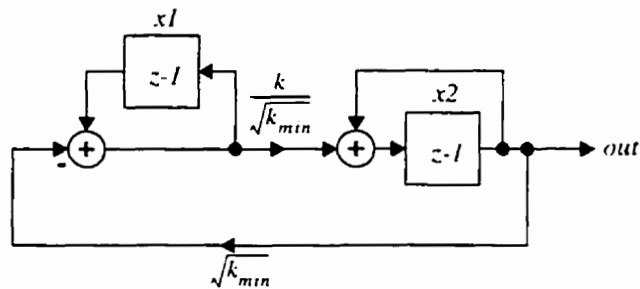 x1
z-1
k
√k_min
x2
z-1
+
-
+
out
√k_min